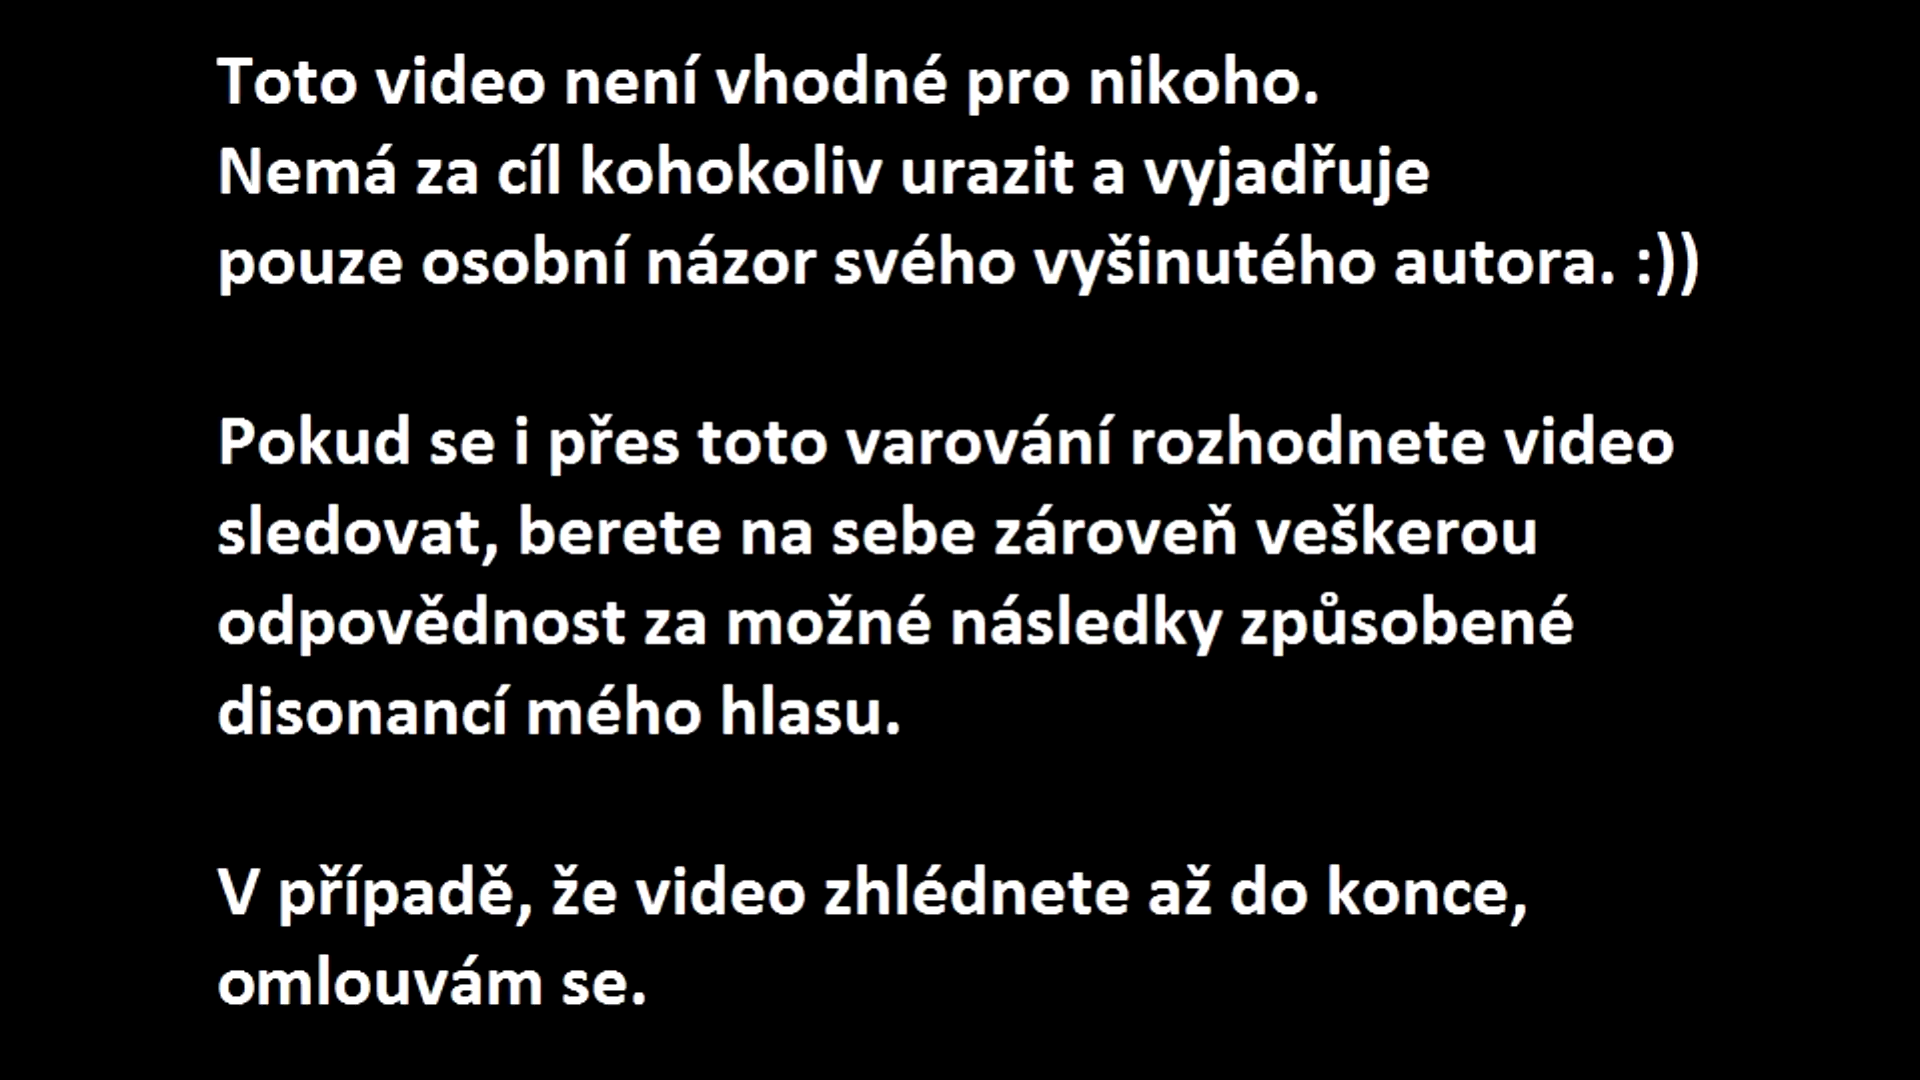 Toto video není vhodné pro nikoho.
Nemá za cíl kohokoliv urazit a vyjadřuje
pouze osobní názor svého vyšinutého autora. :))
Pokud se i přes toto varování rozhodnete video
sledovat, berete na sebe zároveň veškerou
odpovědnost za možné následky způsobené
disonancí mého hlasu.
V případě, že video zhlédnete až do konce,
omlouvám se.